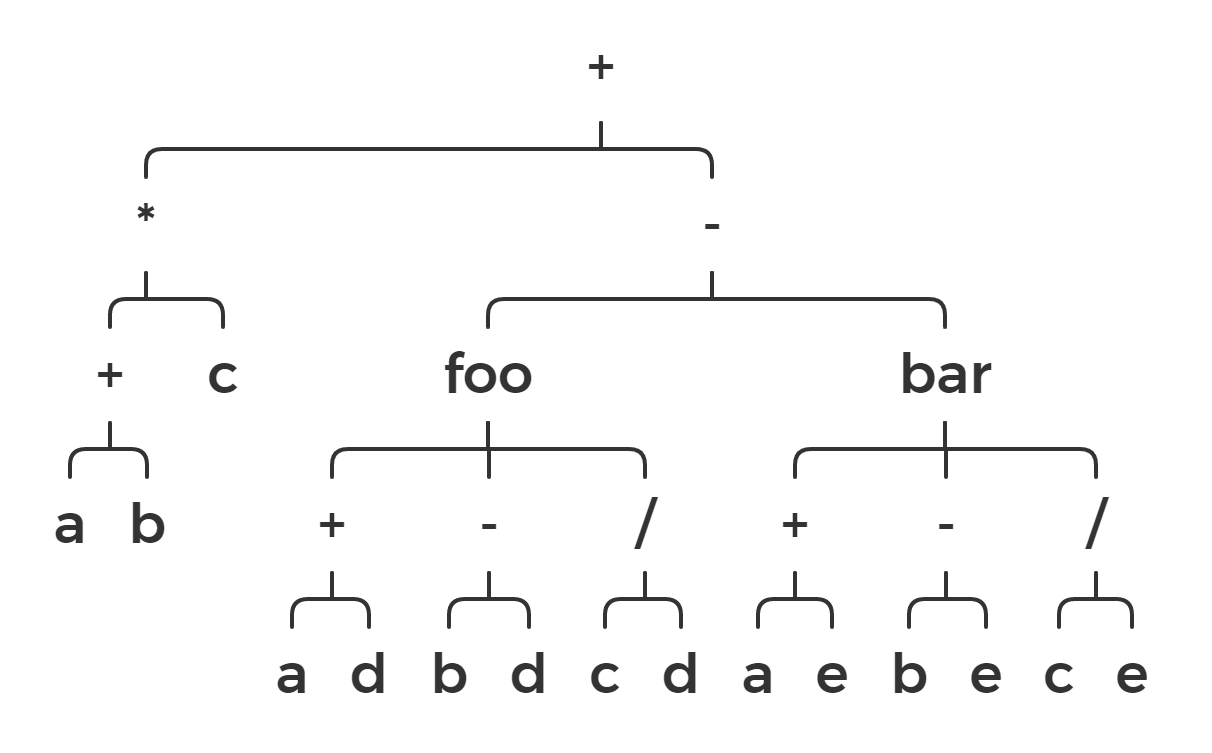 +
* -
+ c foo bar
a b + - / + - /
a d b d c d a e b e c e